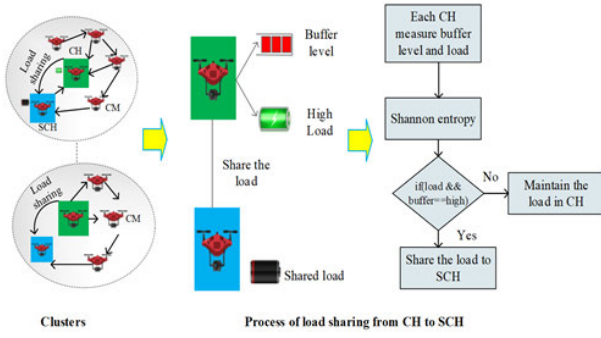 Load
sharing
CH
CM
SCH
Load
sharing
CM
Clusters
Buffer
level
High
Load
Share the
load
Shared load
Process of load sharing from CH to SCH
Each CH
measure buffer
level and load
Shannon entropy
if(load &&
buffer==high)
No
Maintain the
load in CH
Yes
Share the load to
SCH